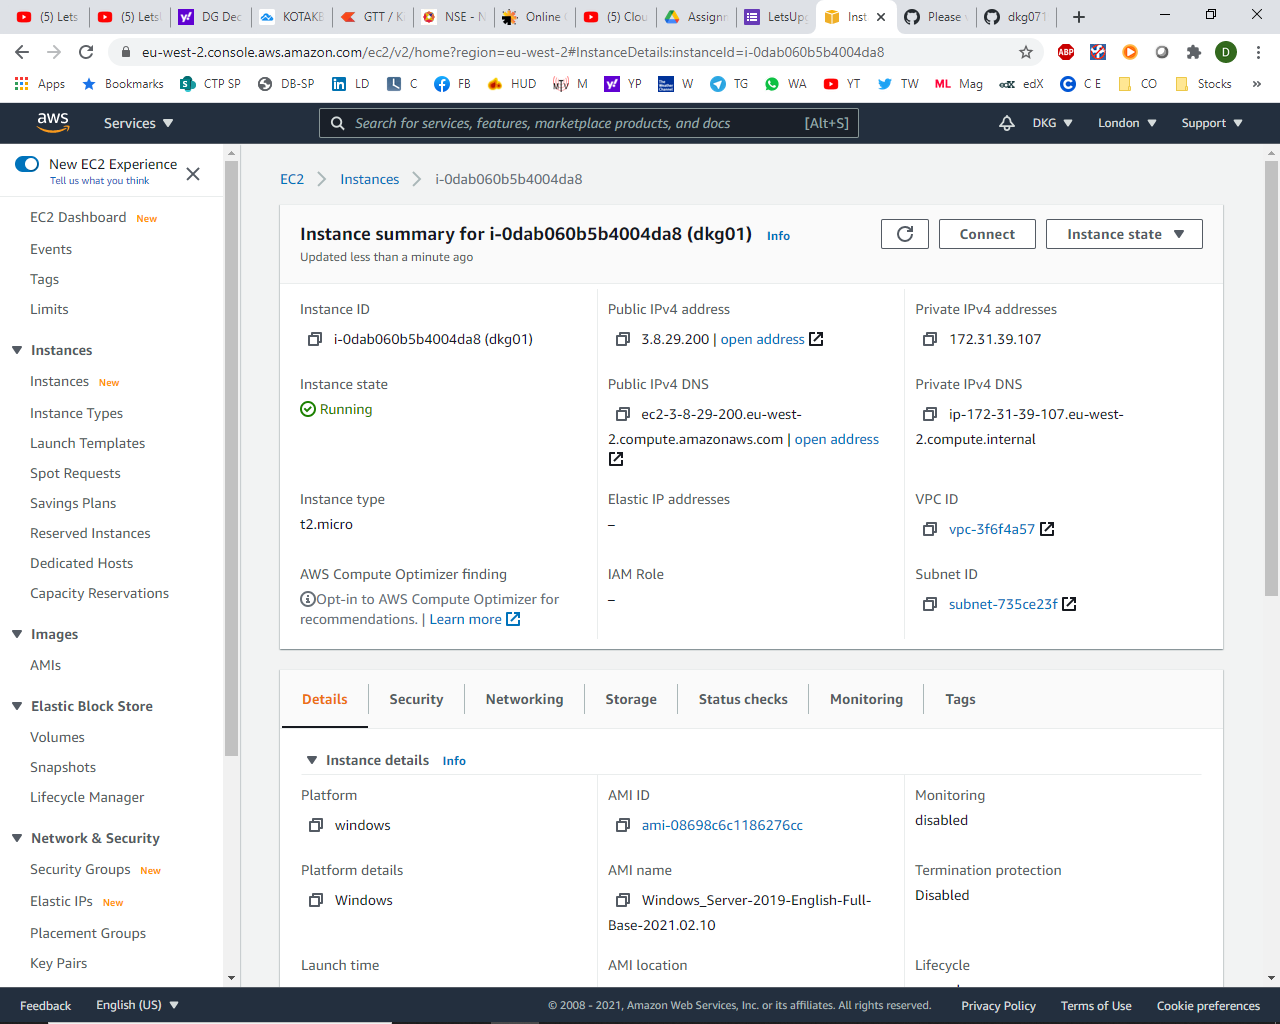 (5) Lets
(5) Lets
DG Dec
KOTAKB
GTT / K
NSE - N
Online
(5) Clou
Assignm
LetsUpg
Inst
Please
dkg071
eu-west-2.console.aws.amazon.com/ec2/v2/home?region=eu-west-2#InstanceDetails:instanceId=i-0dab060b5b4004da8
ABP
D
Apps
Bookmarks
CTP SP
DB-SP
LD
C
FB
HUD
M
YP
W
TG
WA
YT
TW
ML Mag
edX
C E
CO
Stocks
»
aws
Services
Search for services, features, marketplace products, and docs [Alt+S]
DKG
London
Support
New EC2 Experience
Tell us what you think
EC2 Dashboard New
Events
Tags
Limits
Instances
Instances New
Instance Types
Launch Templates
Spot Requests
Savings Plans
Reserved Instances
Dedicated Hosts
Capacity Reservations
Images
AMIs
Elastic Block Store
Volumes
Snapshots
Lifecycle Manager
Network & Security
Security Groups New
Elastic IPs New
Placement Groups
Key Pairs
EC2
Instances
i-0dab060b5b4004da8
Instance summary for i-0dab060b5b4004da8 (dkg01) Info
Updated less than a minute ago
Connect
Instance state
Instance ID
i-0dab060b5b4004da8 (dkg01)
Public IPv4 address
3.8.29.200 | open address
Private IPv4 addresses
172.31.39.107
Instance state
Running
Public IPv4 DNS
ec2-3-8-29-200.eu-west-
2.compute.amazonaws.com | open address
Private IPv4 DNS
ip-172-31-39-107.eu-west-
2.compute.internal
Instance type
t2.micro
Elastic IP addresses
–
VPC ID
vpc-3f6f4a57
AWS Compute Optimizer finding
Opt-in to AWS Compute Optimizer for
recommendations. | Learn more
IAM Role
–
Subnet ID
subnet-735ce23f
Details
Security
Networking
Storage
Status checks
Monitoring
Tags
Instance details Info
Platform
windows
AMI ID
ami-08698c6c1186276cc
Monitoring
disabled
Platform details
Windows
AMI name
Windows_Server-2019-English-Full-
Base-2021.02.10
Termination protection
Disabled
Launch time
AMI location
Lifecycle
Feedback
English (US)
© 2008 - 2021, Amazon Web Services, Inc. or its affiliates. All rights reserved.
Privacy Policy
Terms of Use
Cookie preferences